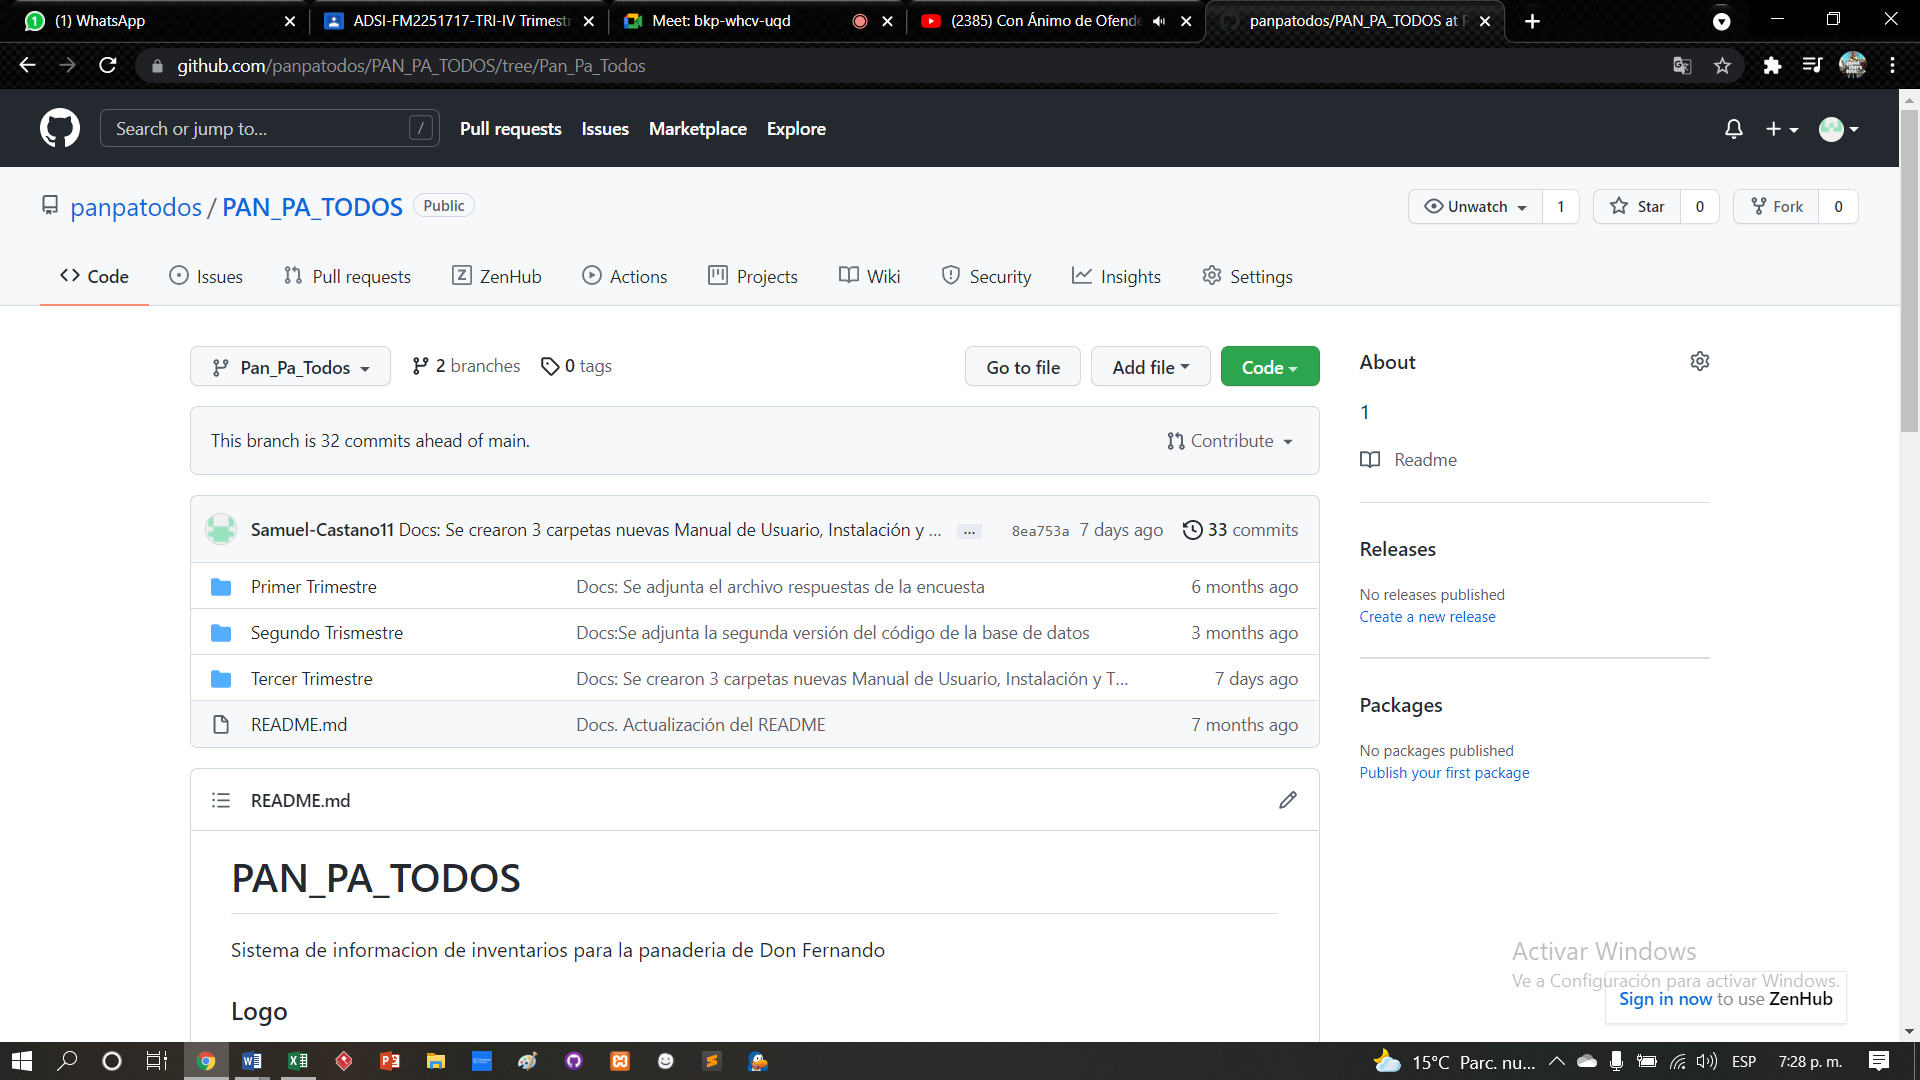 (1) WhatsApp
ADSI-FM2251717-TRI-IV Trimest
Meet: bkp-whcv-uqd
(2385) Con Ánimo de Ofende
panpatodos/PAN_PA_TODOS at P
github.com/panpatodos/PAN_PA_TODOS/tree/Pan_Pa_Todos
Search or jump to... /
Pull requests Issues Marketplace Explore
panpatodos / PAN_PA_TODOS Public
Unwatch 1 Star 0 Fork 0
Code Issues Pull requests ZenHub Actions Projects Wiki Security Insights Settings
Pan_Pa_Todos 2 branches 0 tags
Go to file Add file Code
This branch is 32 commits ahead of main.
Contribute
Samuel-Castano11 Docs: Se crearon 3 carpetas nuevas Manual de Usuario, Instalación y ... ... 8ea753a 7 days ago 33 commits
Primer Trimestre Docs: Se adjunta el archivo respuestas de la encuesta 6 months ago
Segundo Trismestre Docs:Se adjunta la segunda versión del código de la base de datos 3 months ago
Tercer Trimestre Docs: Se crearon 3 carpetas nuevas Manual de Usuario, Instalación y T... 7 days ago
README.md Docs. Actualización del README 7 months ago
README.md
PAN_PA_TODOS
Sistema de informacion de inventarios para la panaderia de Don Fernando
Logo
About
1
Readme
Releases
No releases published
Create a new release
Packages
No packages published
Publish your first package
Activar Windows
Ve a Configuración para activar Windows.
Sign in now to use ZenHub
15°C Parc. nu... ESP 7:28 p. m.